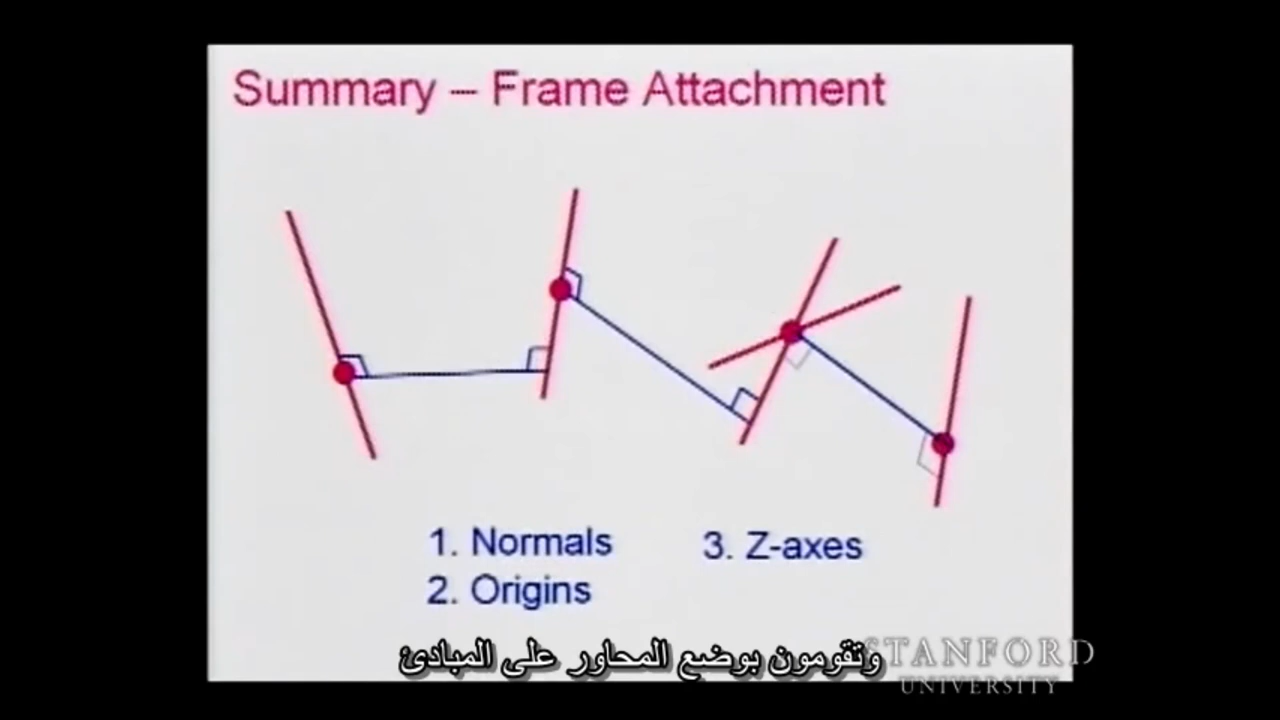 Summary – Frame Attachment
1. Normals
3. Z-axes
2. Origins
وتقومون بوضع المحاور على المبادئ
STANFORD
UNIVERSITY